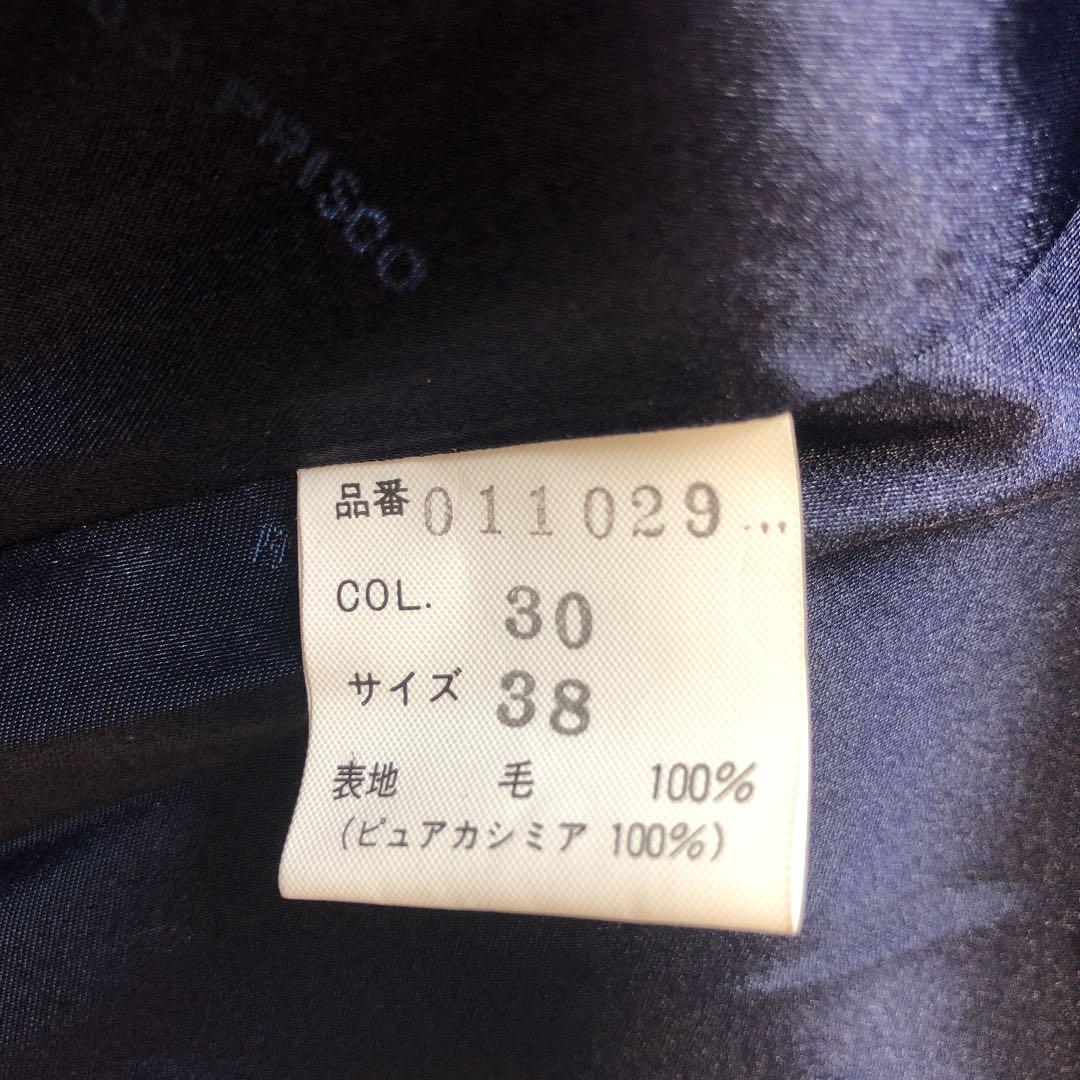 PRISCO
品番 011029
COL. 30
サイズ 38
表地 毛 100%
(ピュアカシミア 100%)